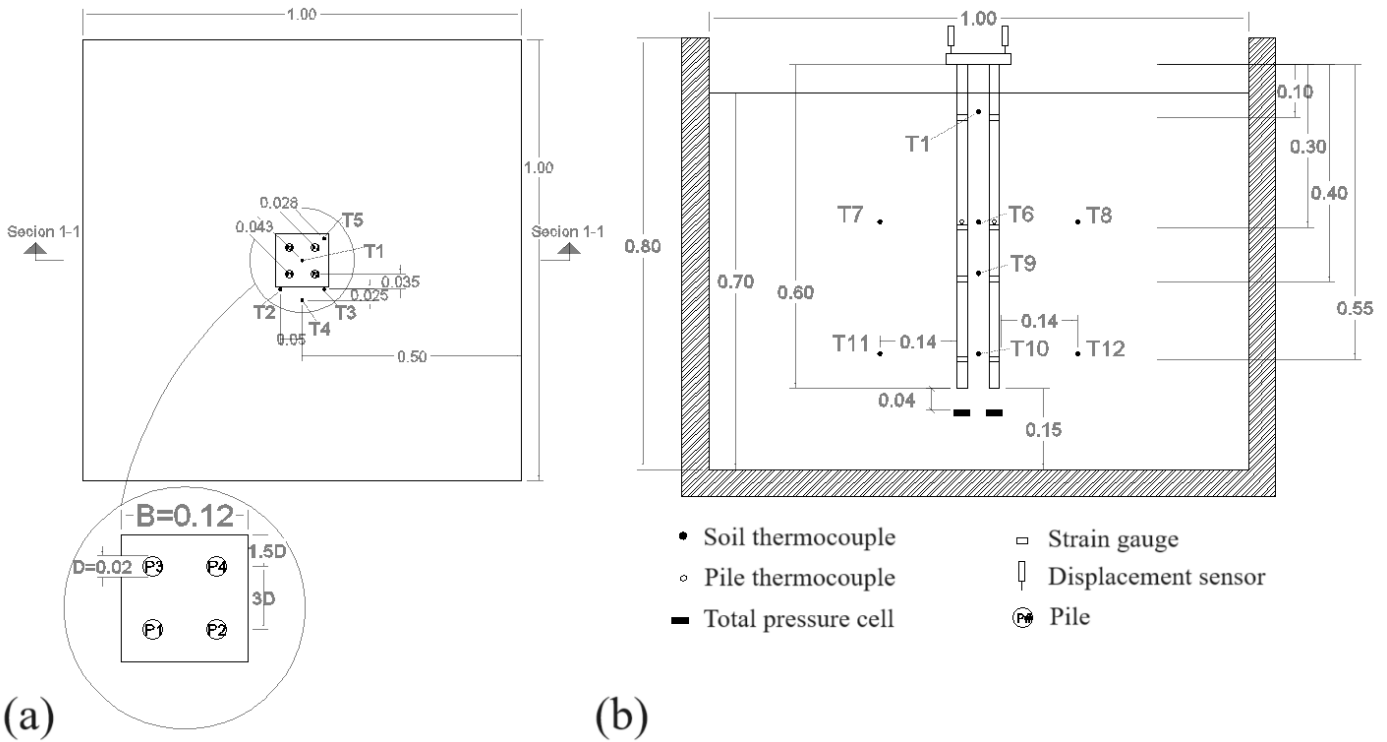 1.00
1.00
0.028
T5
0.043
T1
Secion 1-1
Secion 1-1
0.035
0.025
T2
T4
T3
0.05
0.50
B=0.12
1.5D
D=0.02
P3
P4
3D
P1
P2
(a)
1.00
0.10
T1
0.30
0.40
T7
T6
T8
0.80
0.70
0.60
T9
0.55
0.14
T11
0.14
T10
T12
0.04
0.15
Soil thermocouple
Strain gauge
Pile thermocouple
Displacement sensor
Total pressure cell
P#
Pile
(b)